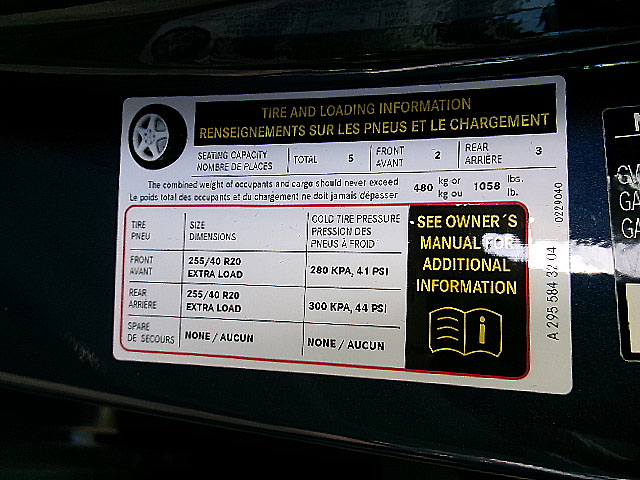 TIRE AND LOADING INFORMATION
RENSEIGNEMENTS SUR LES PNEUS ET LE CHARGEMENT
SEATING CAPACITY
NOMBRE DE PLACES
TOTAL 5
FRONT
AVANT
2
REAR
ARRIÈRE
3
The combined weight of occupants and cargo should never exceed
Le poids total des occupants et du chargement ne doit jamais dépasser
480 kg or 1058 lbs.
kg ou lb.
TIRE
PNEU
SIZE
DIMENSIONS
COLD TIRE PRESSURE
PRESSION DES
PNEUS À FROID
FRONT
AVANT
255/40 R20
EXTRA LOAD
280 KPA, 41 PSI
REAR
ARRIÈRE
255/40 R20
EXTRA LOAD
300 KPA, 44 PSI
SPARE
DE SECOURS
NONE / AUCUN
NONE / AUCUN
SEE OWNER´S
MANUAL FOR
ADDITIONAL
INFORMATION
A 295 584 32 04
0229040
GA
GA